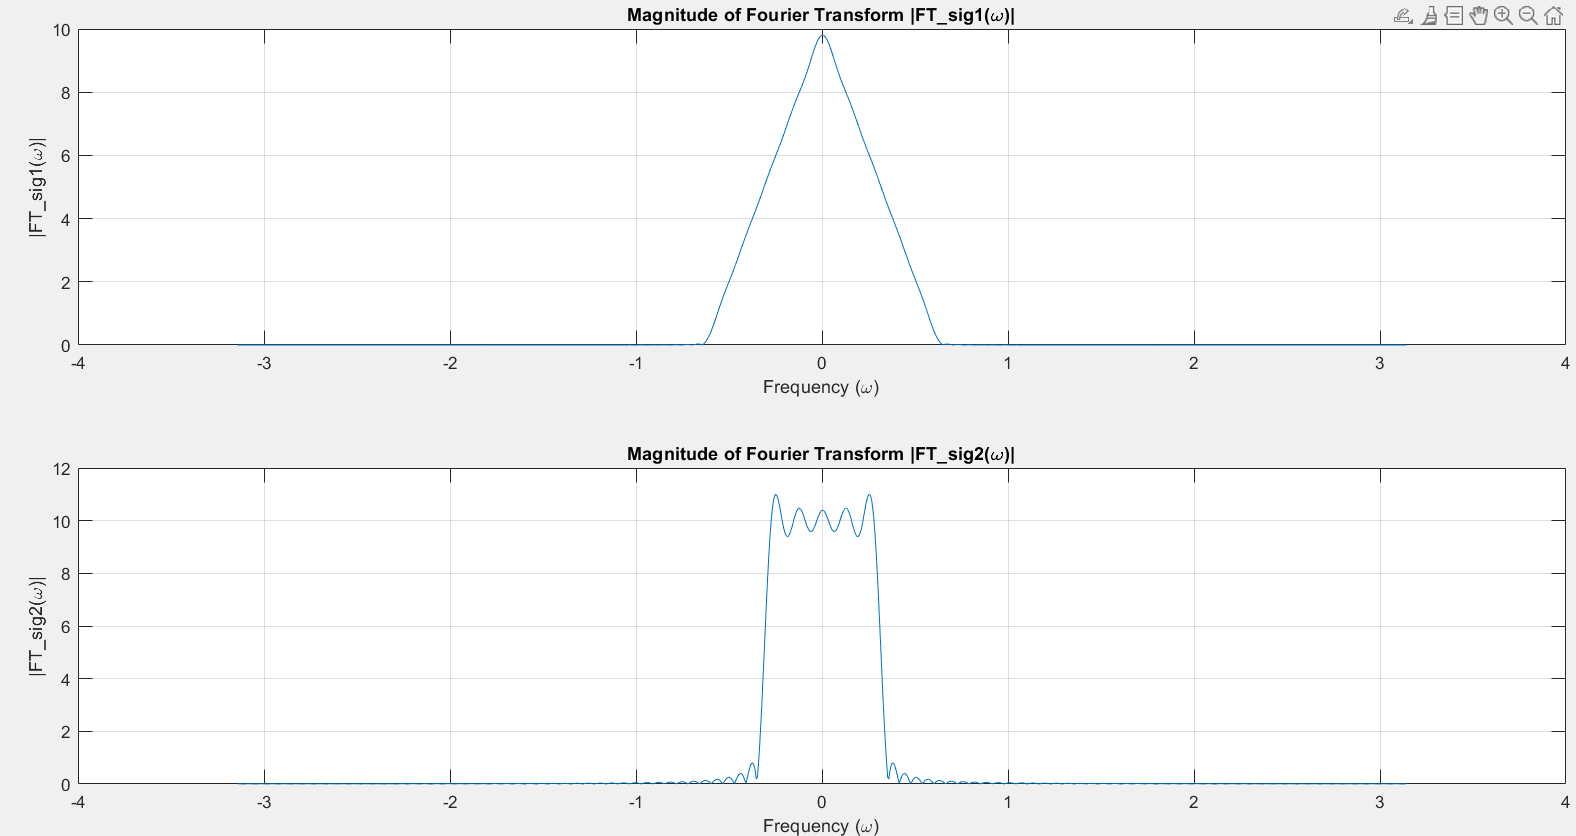 Magnitude of Fourier Transform |FT_sig1(ω)|
|FT_sig1(ω)|
10
8
6
4
2
0
-4 -3 -2 -1 0 1 2 3 4
Frequency (ω)
Magnitude of Fourier Transform |FT_sig2(ω)|
|FT_sig2(ω)|
12
10
8
6
4
2
0
-4 -3 -2 -1 0 1 2 3 4
Frequency (ω)